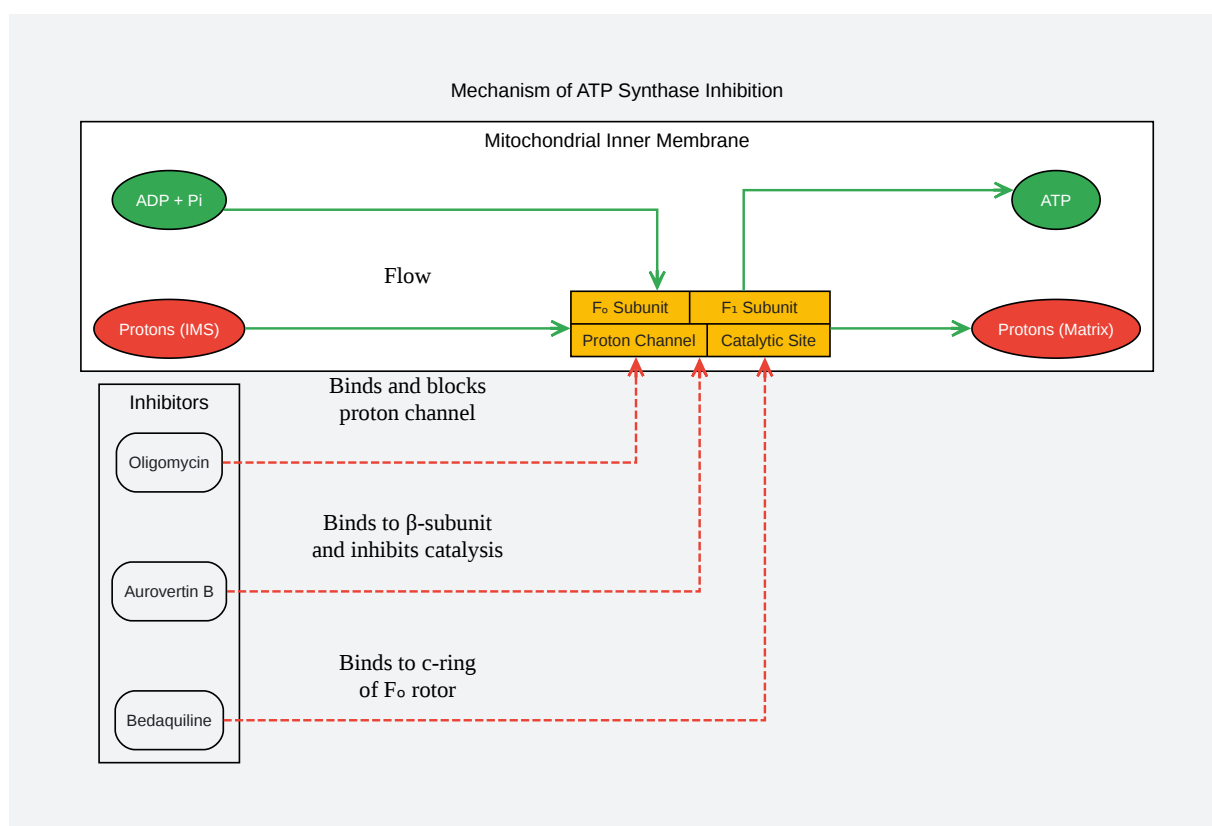 Mechanism of ATP Synthase Inhibition
Mitochondrial Inner Membrane
ADP + Pi
ATP
Flow
Fₒ Subunit
F₁ Subunit
Protons (IMS)
Proton Channel
Catalytic Site
Protons (Matrix)
Inhibitors
Binds and blocks
proton channel
Oligomycin
Binds to β-subunit
and inhibits catalysis
Aurovertin B
Binds to c-ring
of Fₒ rotor
Bedaquiline